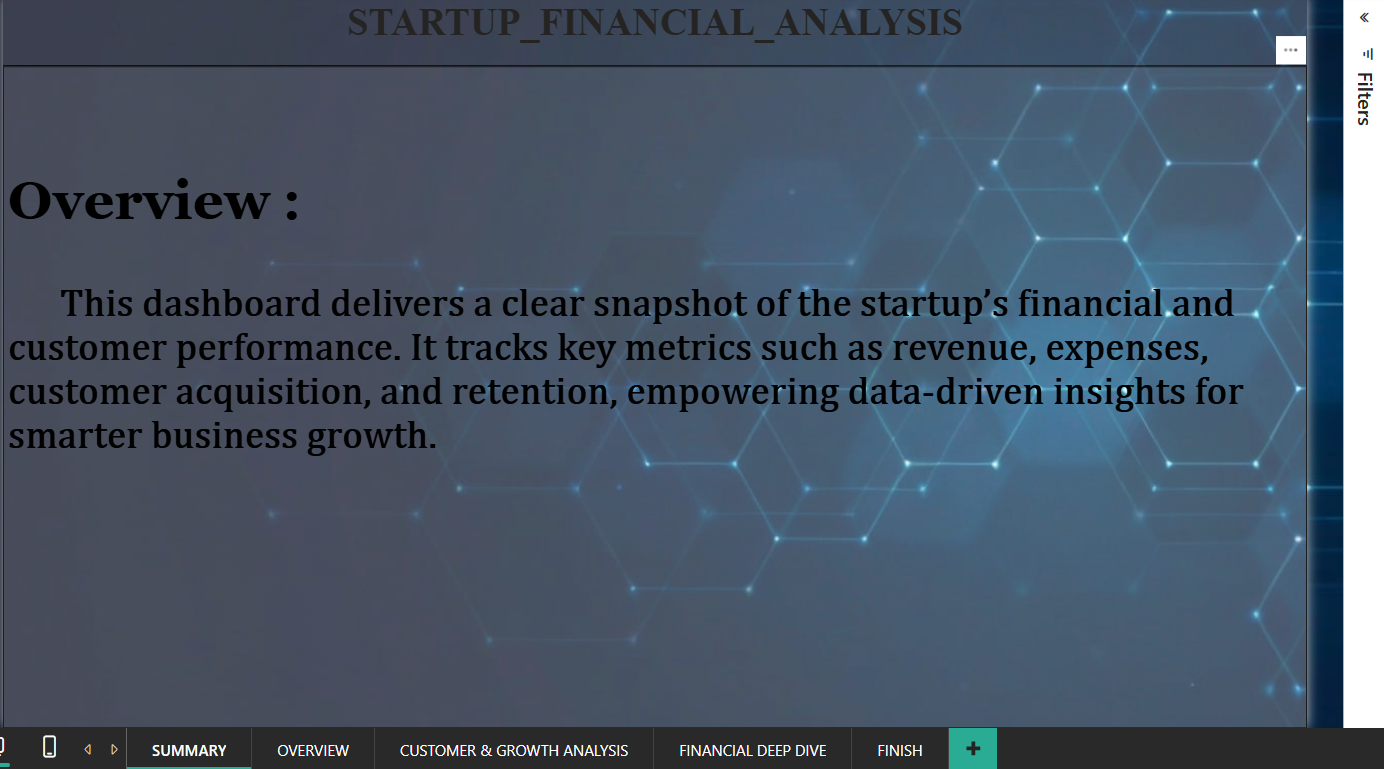 STARTUP_FINANCIAL_ANALYSIS
Filters
Overview :
This dashboard delivers a clear snapshot of the startup’s financial and
customer performance. It tracks key metrics such as revenue, expenses,
customer acquisition, and retention, empowering data-driven insights for
smarter business growth.
SUMMARY
OVERVIEW
CUSTOMER & GROWTH ANALYSIS
FINANCIAL DEEP DIVE
FINISH